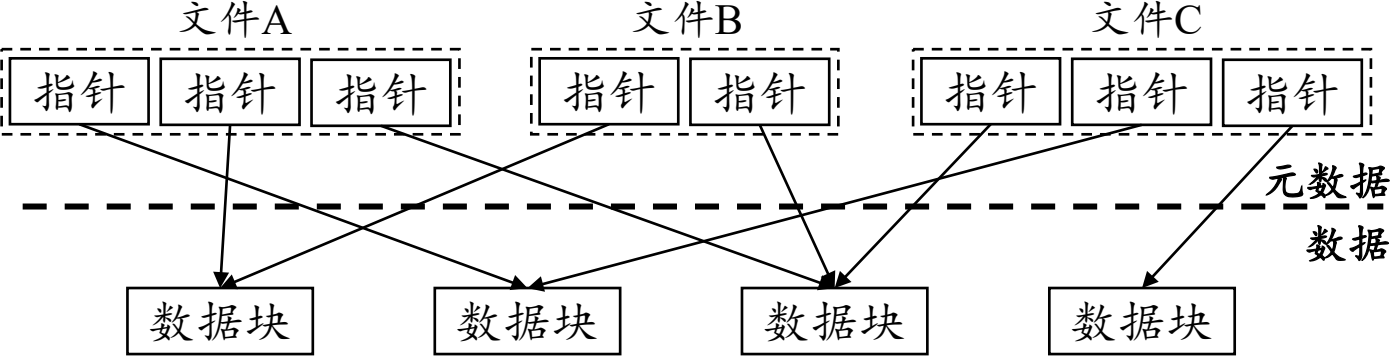 文件A 文件B 文件C
指针 指针 指针 指针 指针 指针 指针 指针
元数据
数据
数据块 数据块 数据块 数据块